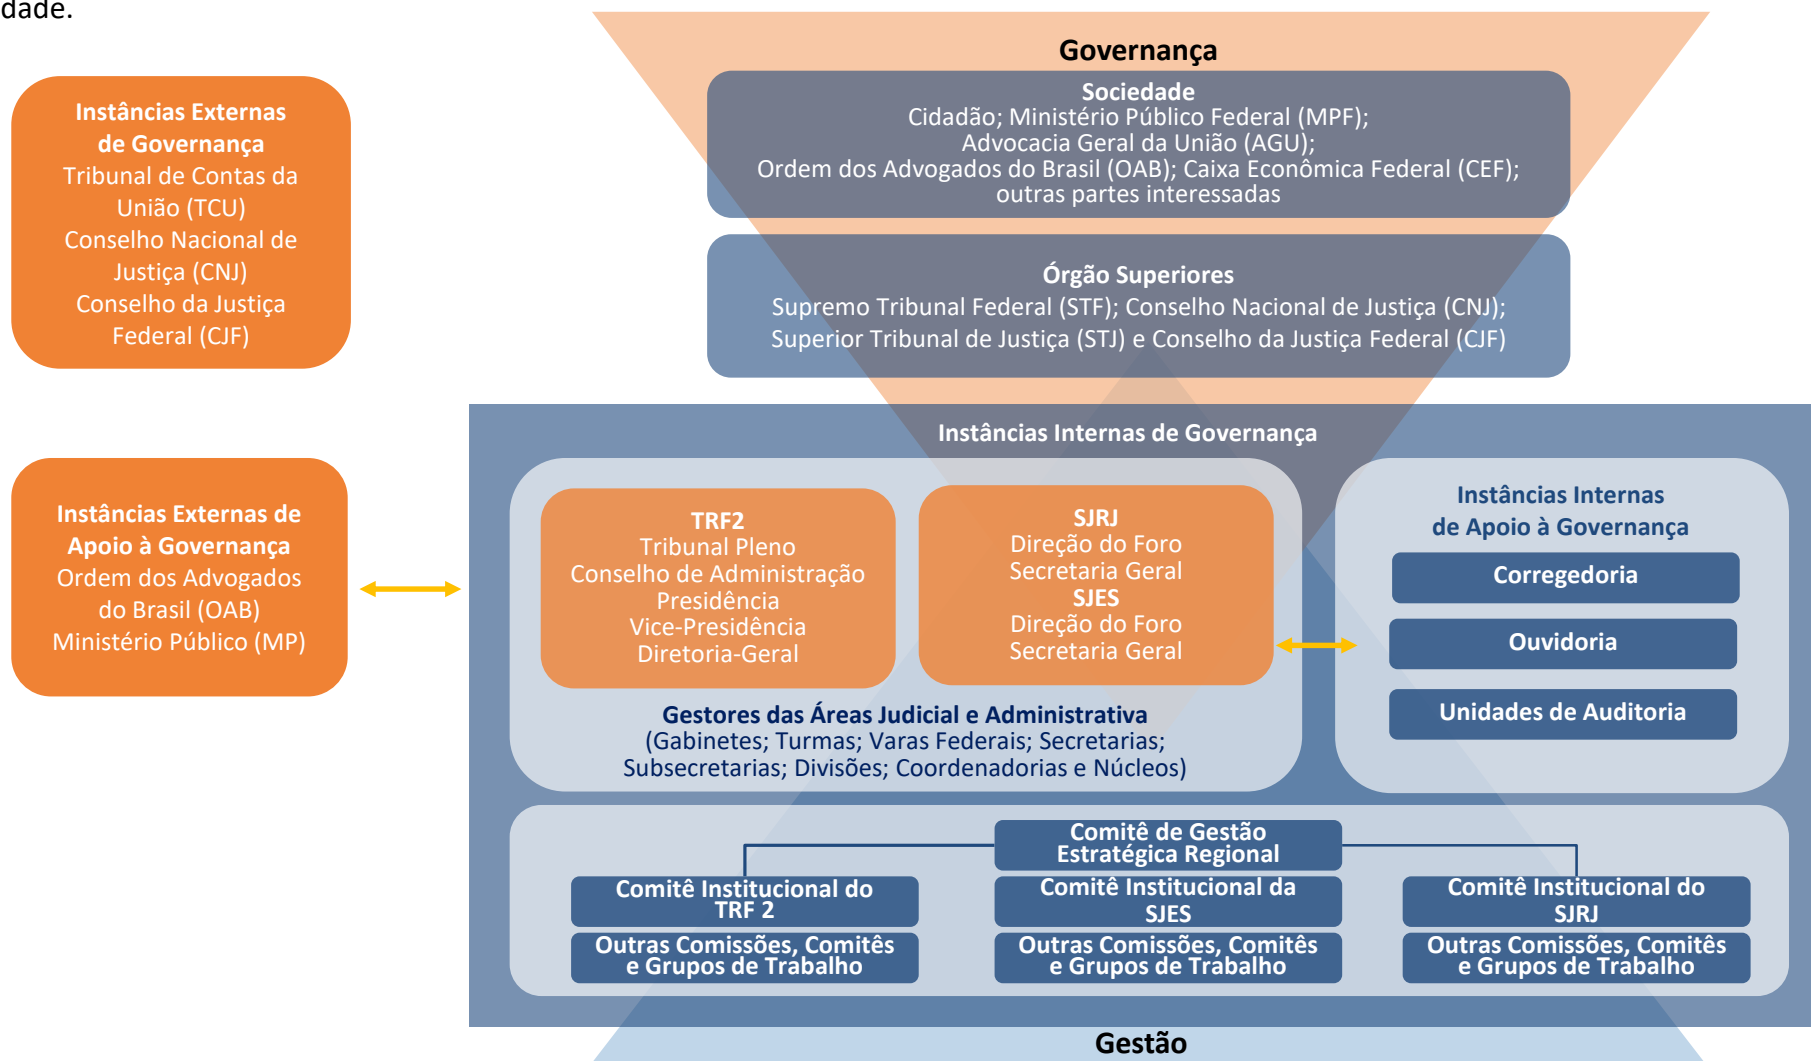 dade.
Governança
Sociedade
Cidadão; Ministério Público Federal (MPF);
Advocacia Geral da União (AGU);
Ordem dos Advogados do Brasil (OAB); Caixa Econômica Federal (CEF);
outras partes interessadas
Instâncias Externas
de Governança
Tribunal de Contas da
União (TCU)
Conselho Nacional de
Justiça (CNJ)
Conselho da Justiça
Federal (CJF)
Órgão Superiores
Supremo Tribunal Federal (STF); Conselho Nacional de Justiça (CNJ);
Superior Tribunal de Justiça (STJ) e Conselho da Justiça Federal (CJF)
Instâncias Internas de Governança
Instâncias Externas de
Apoio à Governança
Ordem dos Advogados
do Brasil (OAB)
Ministério Público (MP)
TRF2
Tribunal Pleno
Conselho de Administração
Presidência
Vice-Presidência
Diretoria-Geral
SJRJ
Direção do Foro
Secretaria Geral
SJES
Direção do Foro
Secretaria Geral
Gestores das Áreas Judicial e Administrativa
(Gabinetes; Turmas; Varas Federais; Secretarias;
Subsecretarias; Divisões; Coordenadorias e Núcleos)
Instâncias Internas
de Apoio à Governança
Corregedoria
Ouvidoria
Unidades de Auditoria
Comitê de Gestão
Estratégica Regional
Comitê Institucional do
TRF 2
Comitê Institucional da
SJES
Comitê Institucional do
SJRJ
Outras Comissões, Comitês
e Grupos de Trabalho
Outras Comissões, Comitês
e Grupos de Trabalho
Outras Comissões, Comitês
e Grupos de Trabalho
Gestão